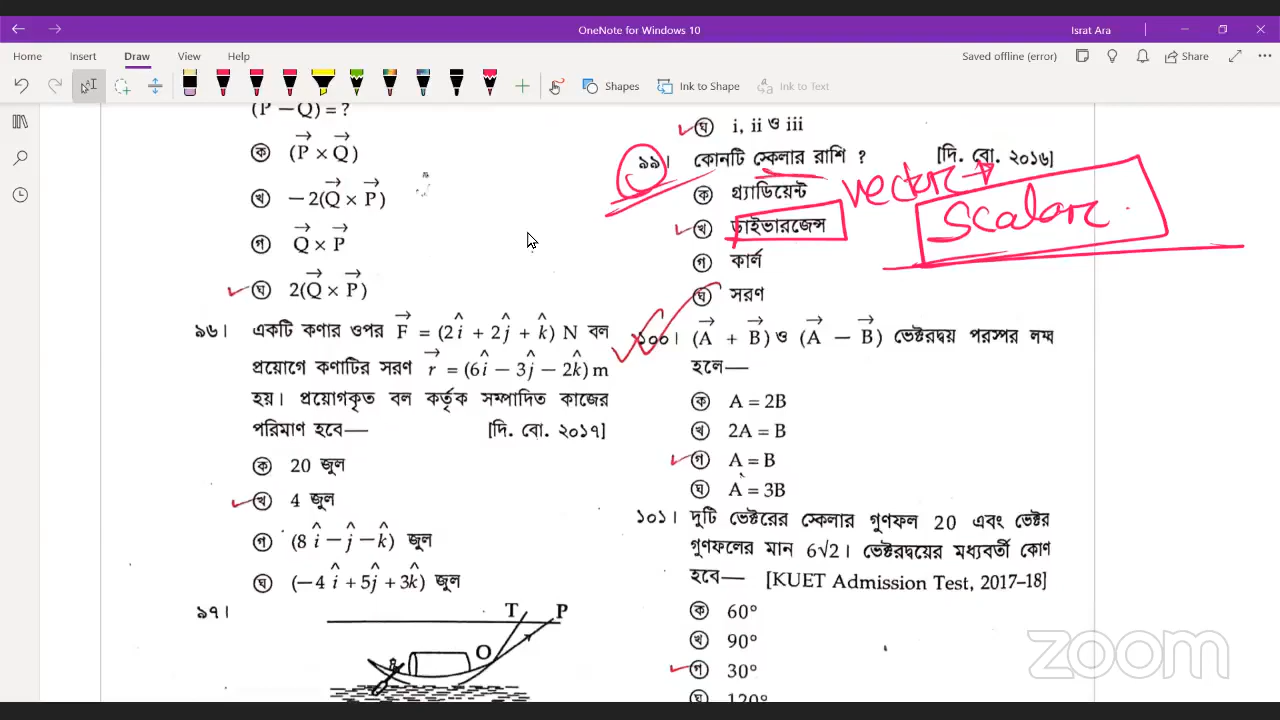 OneNote for Windows 10
Israt Ara
Home Insert Draw View Help
Saved offline (error)
Share
Shapes
Ink to Shape
Ink to Text
(P − Q) = ?
ক (P × Q)
খ − 2(Q × P)
গ Q × P
ঘ 2(Q × P)
৯৬। একটি কণার ওপর F = (2i + 2j + k) N বল
প্রয়োগে কণাটির সরণ r = (6i − 3j − 2k) m
হয়। প্রয়োগকৃত বল কর্তৃক সম্পাদিত কাজের
পরিমাণ হবে— [দি. বো. ২০১৭]
ক 20 জুল
খ 4 জুল
গ (8 i − j − k) জুল
ঘ (−4 i + 5j + 3k) জুল
৯৭।
T P
O
ঘ i, ii ও iii
৯৯। কোনটি স্কেলার রাশি ? [দি. বো. ২০১৬]
ক গ্র্যাডিয়েন্ট
vector
খ ডাইভারজেন্স
Scalar
গ কার্ল
ঘ সরণ
১০০। (A + B) ও (A − B) ভেক্টরদ্বয় পরস্পর লম্ব
হলে—
ক A = 2B
খ 2A = B
গ A = B
ঘ A = 3B
১০১। দুটি ভেক্টরের স্কেলার গুণফল 20 এবং ভেক্টর
গুণফলের মান 6√2। ভেক্টরদ্বয়ের মধ্যবর্তী কোণ
হবে— [KUET Admission Test, 2017–18]
ক 60°
খ 90°
গ 30°
ঘ 120°
zoom